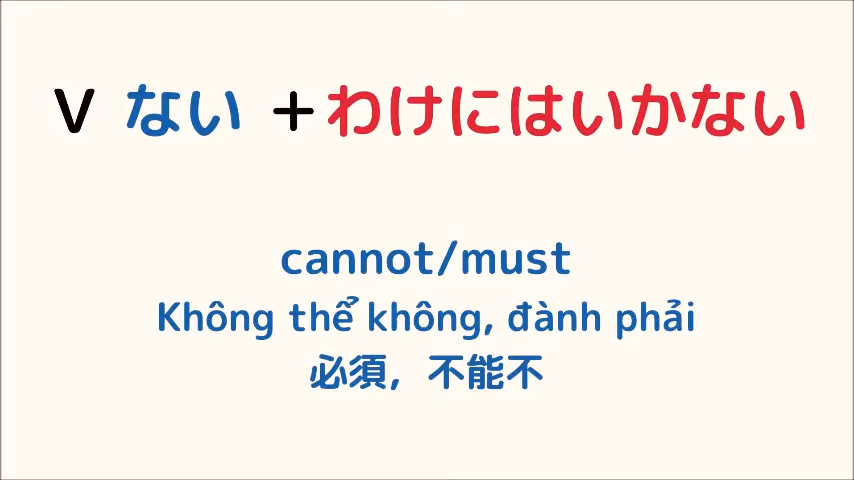 V ない +わけにはいかない
cannot/must
Không thể không, đành phải
必須，不能不